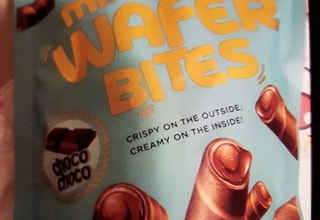 WAFER
BITES
CRISPY ON THE OUTSIDE,
CREAMY ON THE INSIDE!
choco
choco